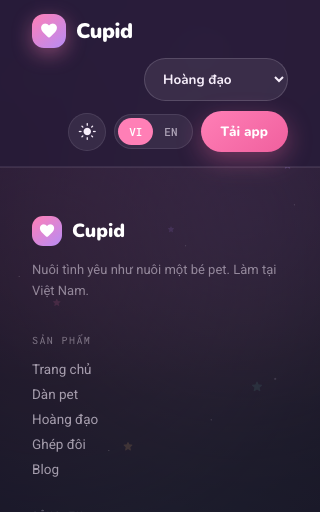 Cupid
Hoàng đạo
VI EN Tải app
Cupid
Nuôi tình yêu như nuôi một bé pet. Làm tại
Việt Nam.
SẢN PHẨM
Trang chủ
Dàn pet
Hoàng đạo
Ghép đôi
Blog